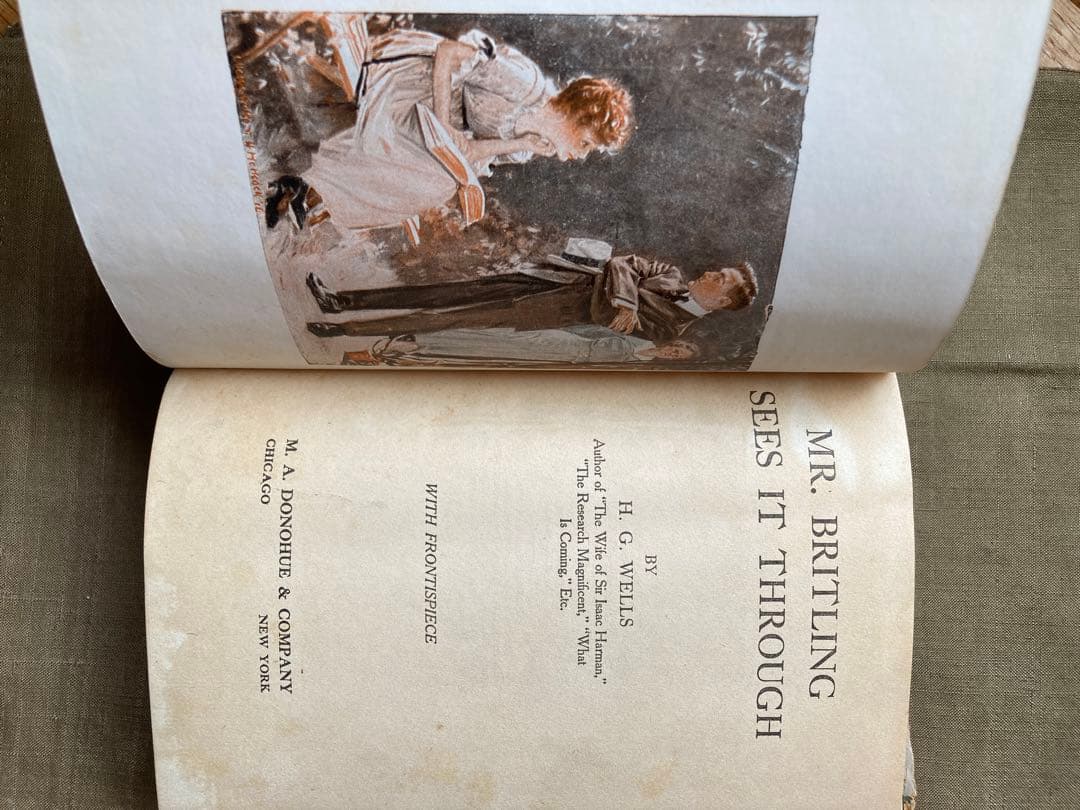 MR. BRITLING
SEES IT THROUGH
BY
H. G. WELLS
Author of "The Wife of Sir Isaac Harman,"
"The Research Magnificent," "What
Is Coming," Etc.
WITH FRONTISPIECE
M. A. DONOHUE & COMPANY
CHICAGO NEW YORK